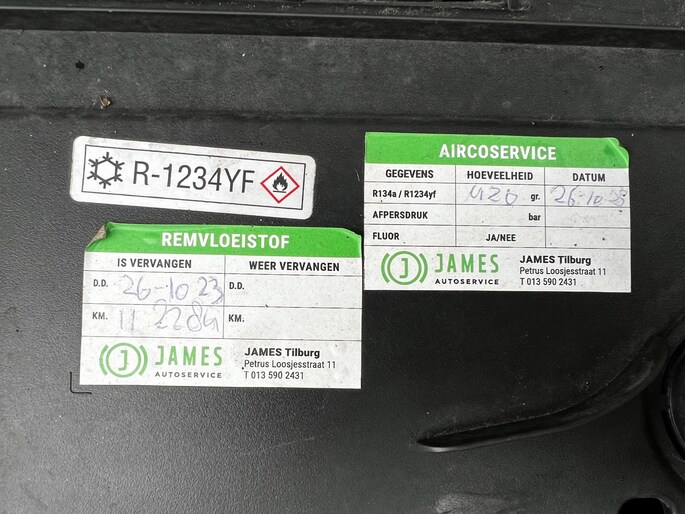 R-1234YF
AIRCOSERVICE
GEGEVENS HOEVEELHEID DATUM
R134a / R1234yf 420 gr. 26-10-23
AFPERSDRUK bar
FLUOR JA/NEE
JAMES
AUTOSERVICE
JAMES Tilburg
Petrus Loosjesstraat 11
T 013 590 2431
REMVLOEISTOF
IS VERVANGEN WEER VERVANGEN
D.D. 26-10 23 D.D.
KM. 112284 KM.
JAMES
AUTOSERVICE
JAMES Tilburg
Petrus Loosjesstraat 11
T 013 590 2431